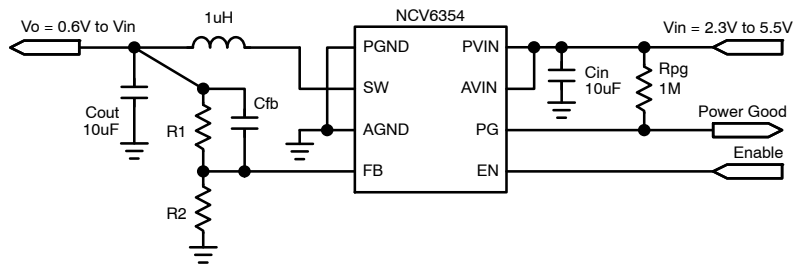 Vo = 0.6V to Vin
1uH
NCV6354
Vin = 2.3V to 5.5V
PGND
PVIN
SW
AVIN
Cin
10uF
Rpg
1M
Cout
10uF
Cfb
R1
AGND
PG
Power Good
FB
EN
Enable
R2